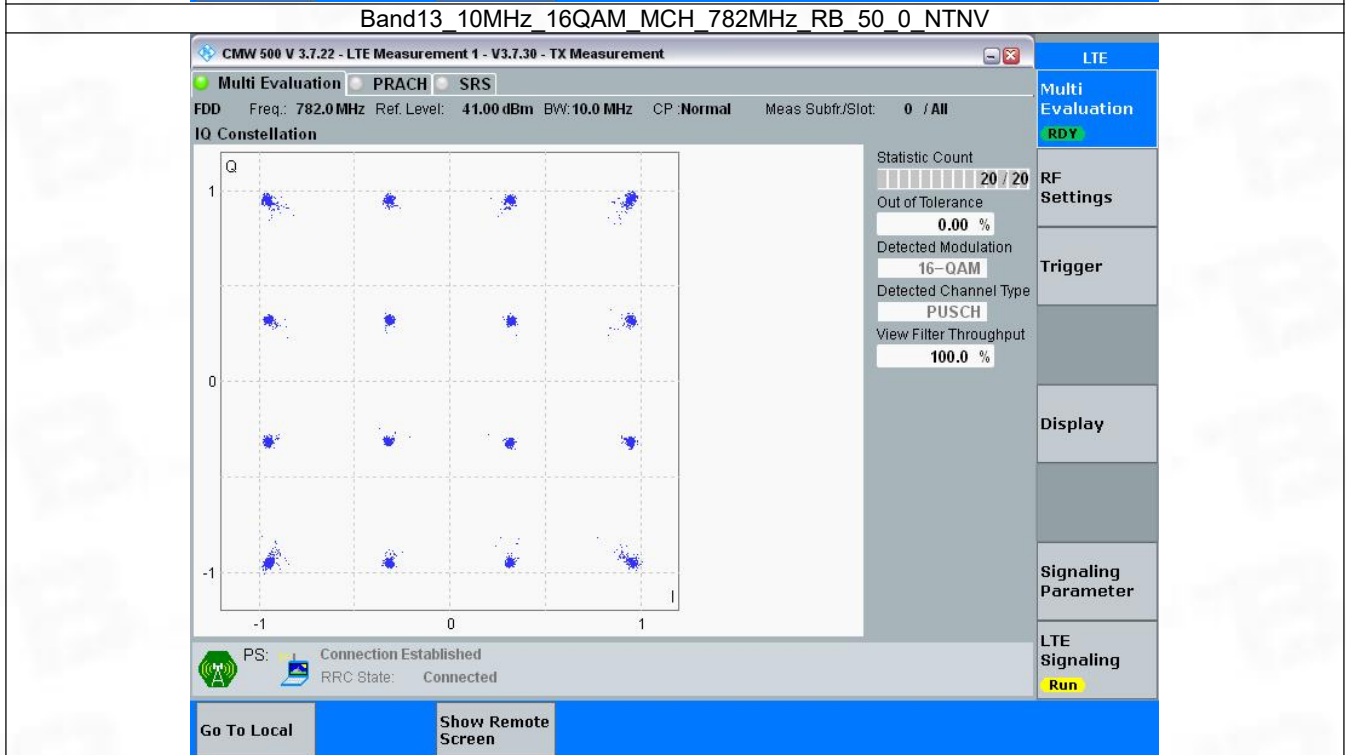 Band13_10MHz_16QAM_MCH_782MHz_RB_50_0_NTNV
CMW 500 V 3.7.22 - LTE Measurement 1 - V3.7.30 - TX Measurement
LTE
Multi Evaluation PRACH SRS
Multi
Evaluation
RDY
FDD Freq.: 782.0 MHz Ref. Level: 41.00 dBm BW: 10.0 MHz CP : Normal Meas Subfr./Slot: 0 / All
IQ Constellation
Q
1
0
-1
I
-1 0 1
Statistic Count
20 / 20
Out of Tolerance
0.00 %
Detected Modulation
16-QAM
Detected Channel Type
PUSCH
View Filter Throughput
100.0 %
RF
Settings
Trigger
Display
Signaling
Parameter
LTE
Signaling
Run
PS: Connection Established
RRC State: Connected
Go To Local
Show Remote
Screen